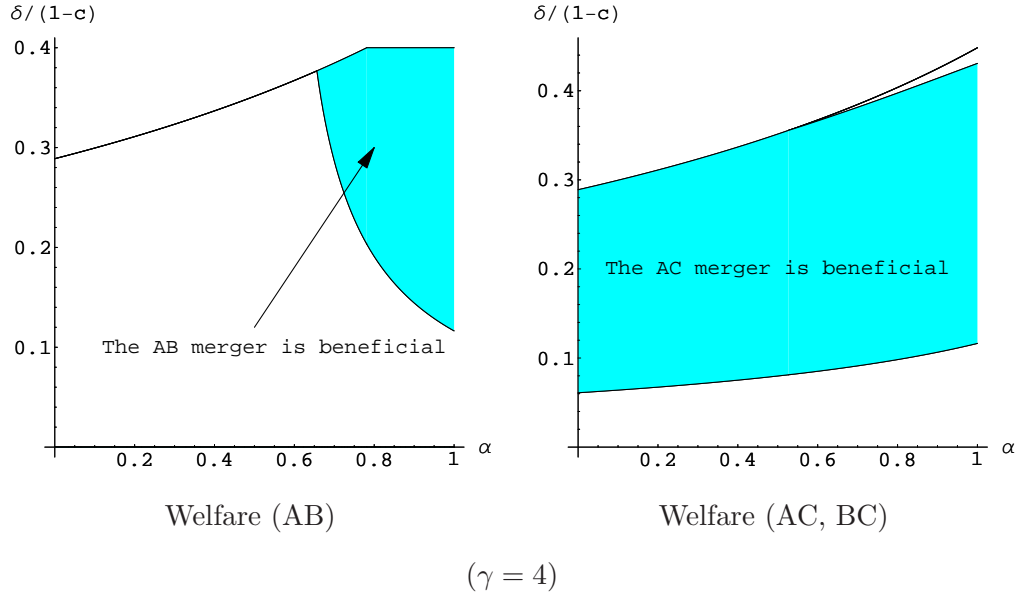 δ/(1-c)
0.4
0.3
0.2
0.1
0.2 0.4 0.6 0.8 1 α
The AB merger is beneficial
Welfare (AB)
δ/(1-c)
0.4
0.3
0.2
0.1
0.2 0.4 0.6 0.8 1 α
The AC merger is beneficial
Welfare (AC, BC)
(γ = 4)